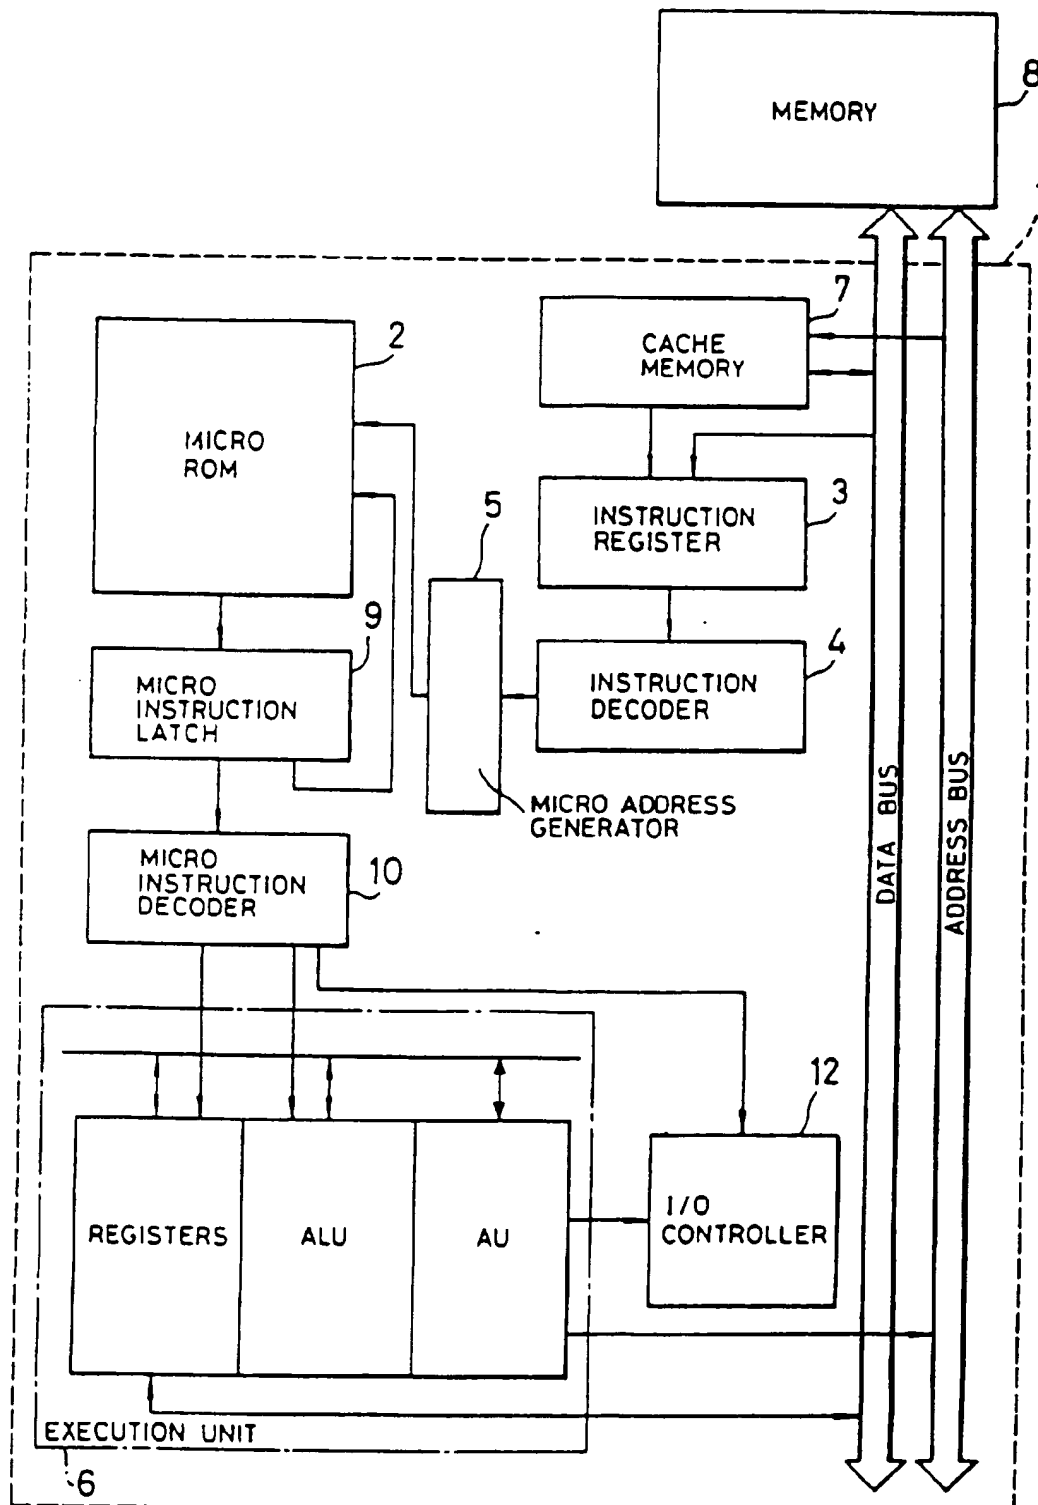 MEMORY
8
7
CACHE
MEMORY
2
MICRO
ROM
3
INSTRUCTION
REGISTER
5
4
INSTRUCTION
DECODER
9
MICRO
INSTRUCTION
LATCH
MICRO ADDRESS
GENERATOR
DATA BUS
ADDRESS BUS
10
MICRO
INSTRUCTION
DECODER
12
I/O
CONTROLLER
REGISTERS
ALU
AU
EXECUTION UNIT
6